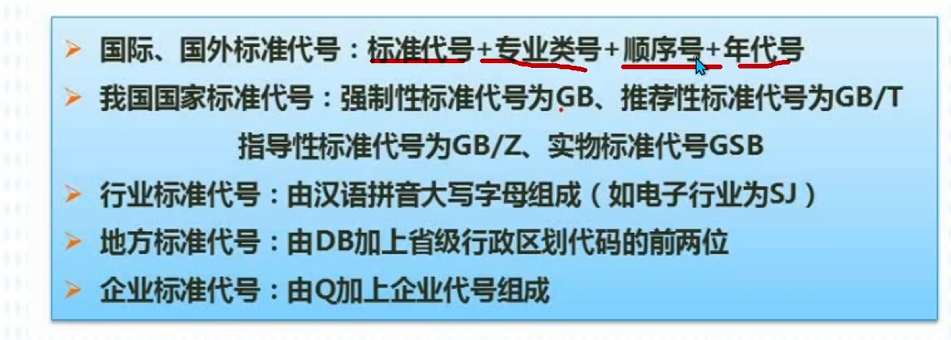 国际、国外标准代号：标准代号+专业类号+顺序号+年代号
我国国家标准代号：强制性标准代号为GB、推荐性标准代号为GB/T
指导性标准代号为GB/Z、实物标准代号GSB
行业标准代号：由汉语拼音大写字母组成（如电子行业为SJ）
地方标准代号：由DB加上省级行政区划代码的前两位
企业标准代号：由Q加上企业代号组成